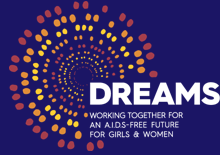 DREAMS
WORKING TOGETHER FOR
AN A.I.D.S-FREE FUTURE
FOR GIRLS & WOMEN